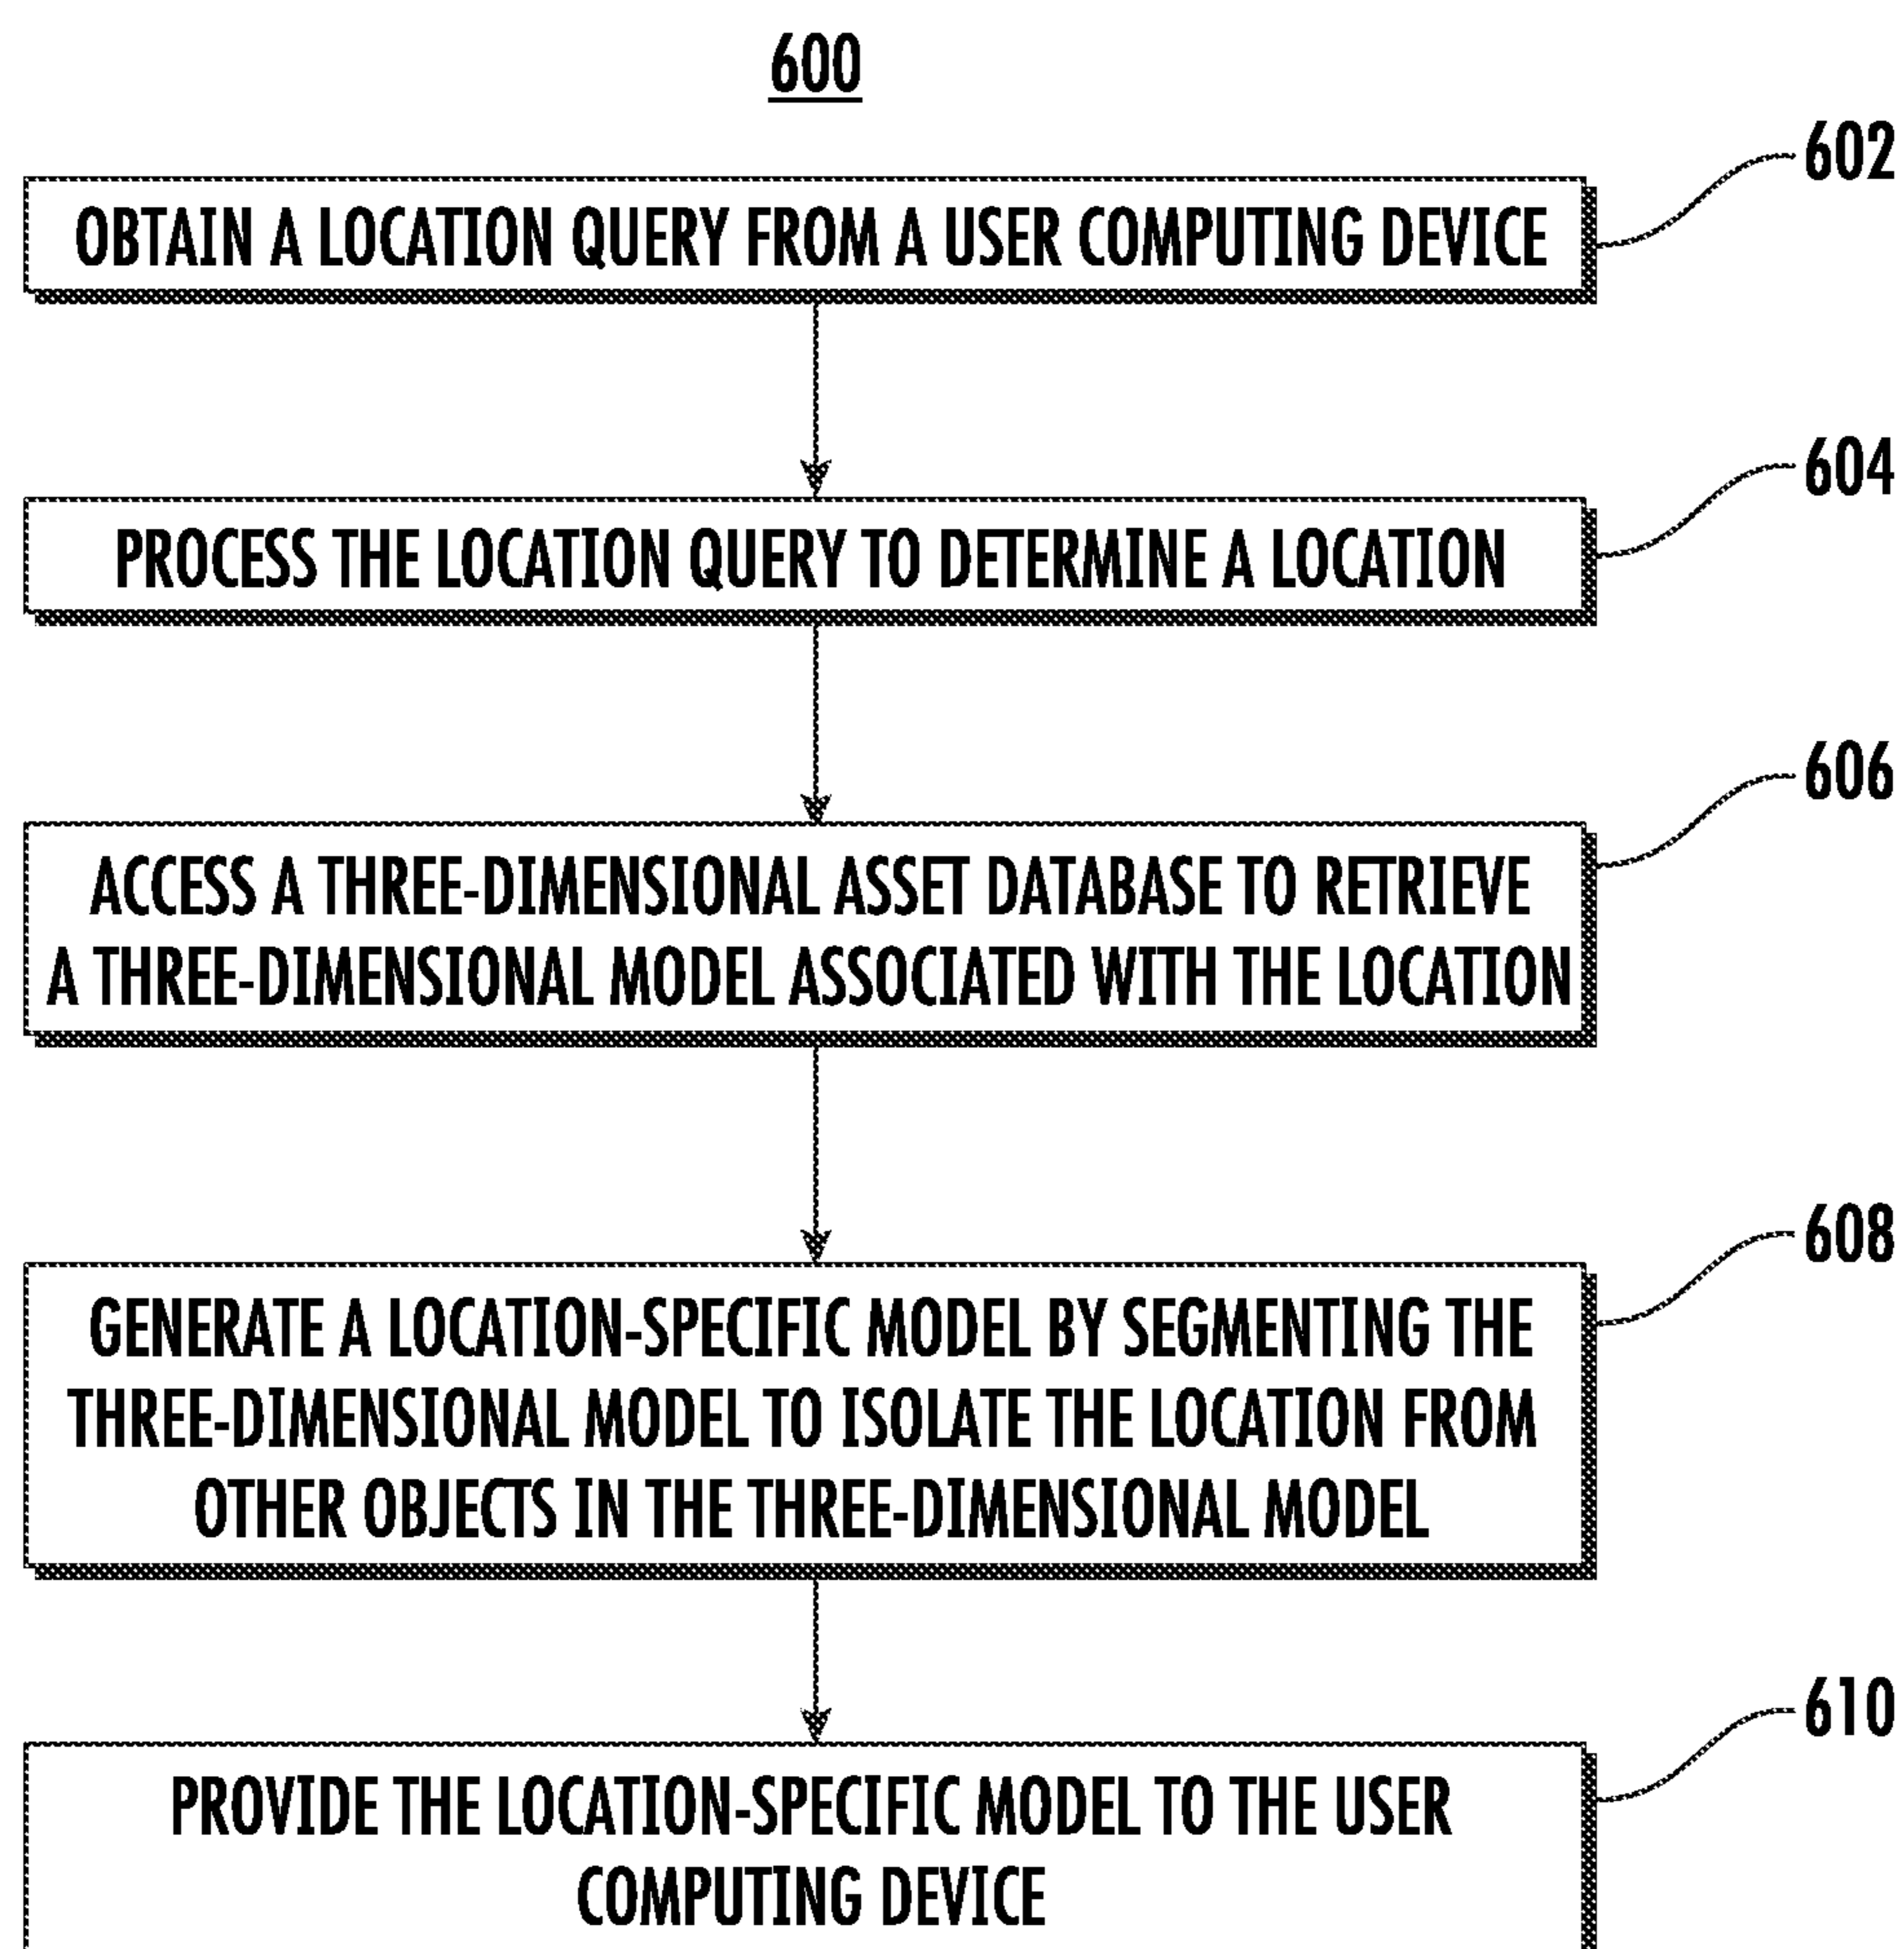 600
602
OBTAIN A LOCATION QUERY FROM A USER COMPUTING DEVICE
604
PROCESS THE LOCATION QUERY TO DETERMINE A LOCATION
606
ACCESS A THREE-DIMENSIONAL ASSET DATABASE TO RETRIEVE
A THREE-DIMENSIONAL MODEL ASSOCIATED WITH THE LOCATION
608
GENERATE A LOCATION-SPECIFIC MODEL BY SEGMENTING THE
THREE-DIMENSIONAL MODEL TO ISOLATE THE LOCATION FROM
OTHER OBJECTS IN THE THREE-DIMENSIONAL MODEL
610
PROVIDE THE LOCATION-SPECIFIC MODEL TO THE USER
COMPUTING DEVICE